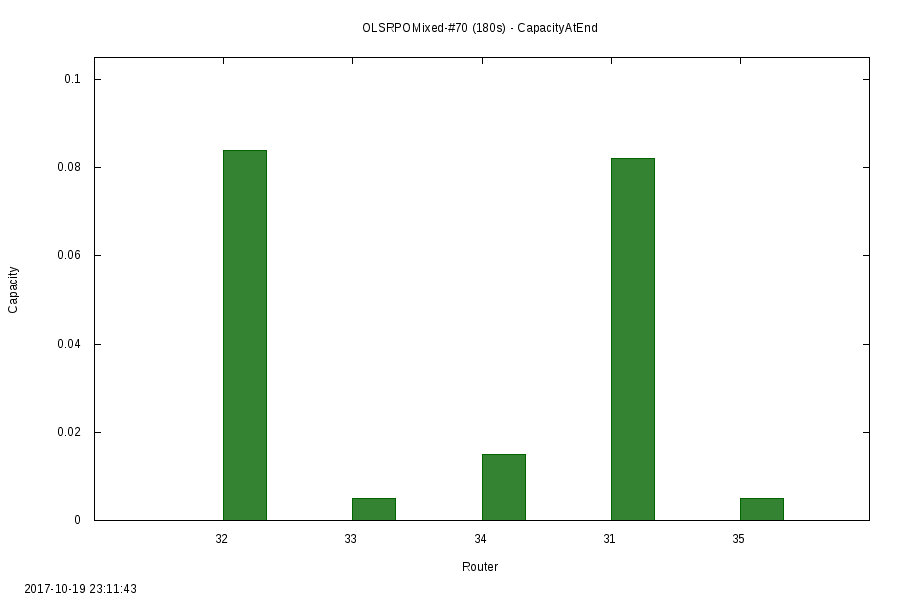 OLSRPOMixed-#70 (180s) - CapacityAtEnd
0.1
0.08
0.06
0.04
0.02
0
Capacity
32 33 34 31 35
Router
2017-10-19 23:11:43